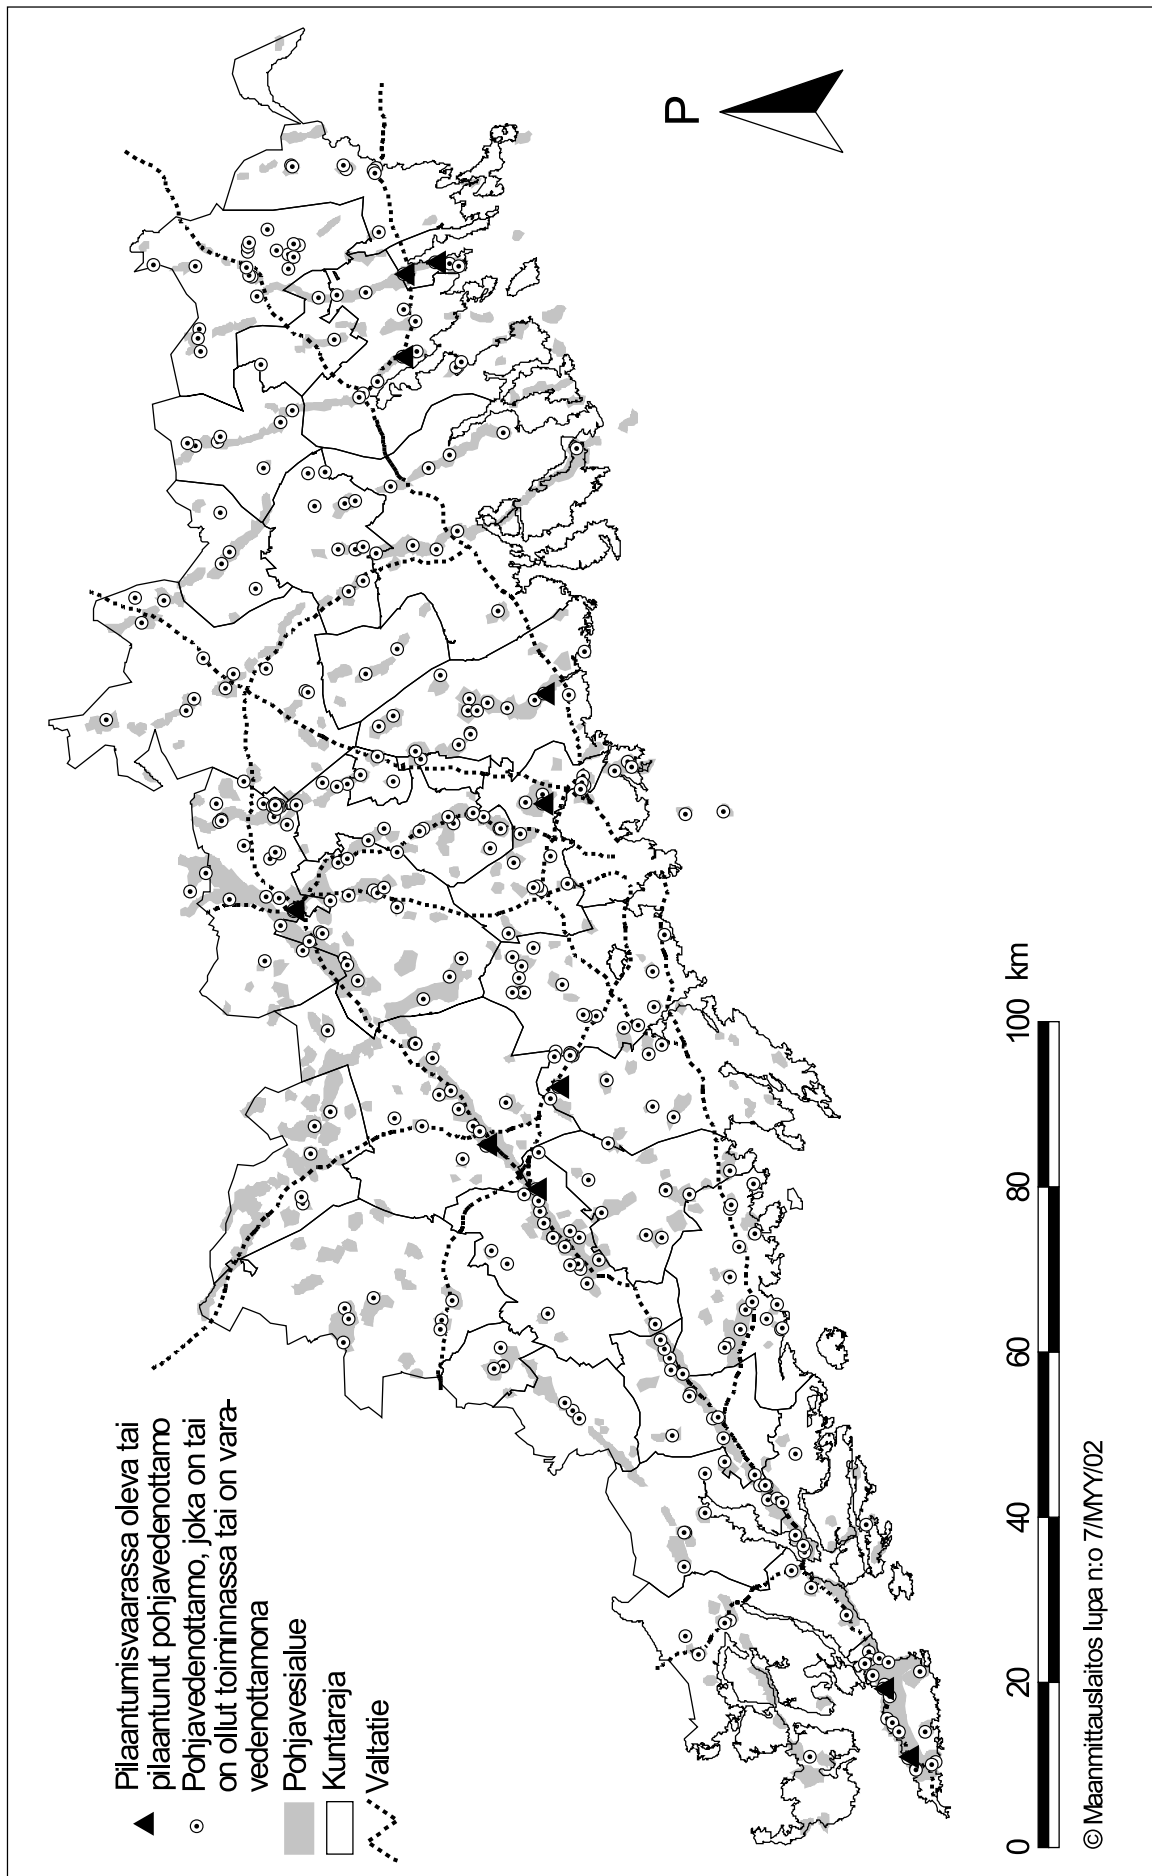 Pilaantumisvaarassa oleva tai
pilaantunut pohjavedenottamo
Pohjavedenottamo, joka on tai
on ollut toiminnassa tai on vara-
vedenottamona
Pohjavesialue
Kuntaraja
Valtatie
P
0 20 40 60 80 100 km
© Maanmittauslaitos lupa n:o 7/MYY/02